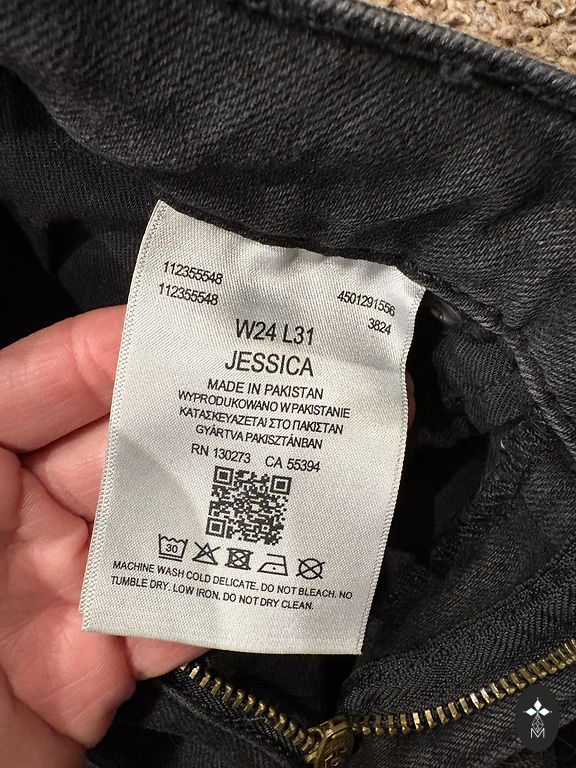 112355548
112355548
4501291556
3824
W24 L31
JESSICA
MADE IN PAKISTAN
WYPRODUKOWANO W PAKISTANIE
ΚΑΤΑΣΚΕΥΑΖΕΤΑΙ ΣΤΟ ΠΑΚΙΣΤΑΝ
GYÁRTVA PAKISZTÁNBAN
RN 130273 CA 55394
30
MACHINE WASH COLD DELICATE. DO NOT BLEACH. NO
TUMBLE DRY. LOW IRON. DO NOT DRY CLEAN.
M